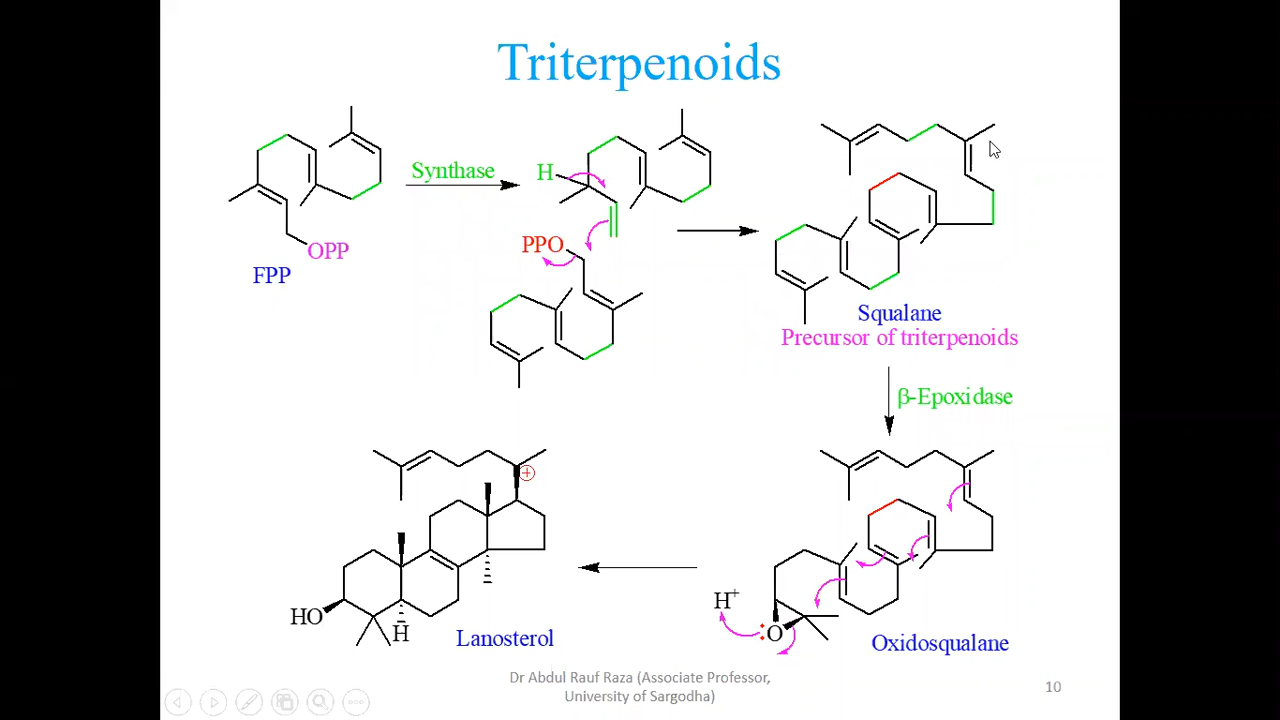 Triterpenoids
Synthase
H
OPP
FPP
PPO
Squalane
Precursor of triterpenoids
β-Epoxidase
+
HO
H
Lanosterol
H+
:O
Oxidosqualane
Dr Abdul Rauf Raza (Associate Professor,
University of Sargodha)
10